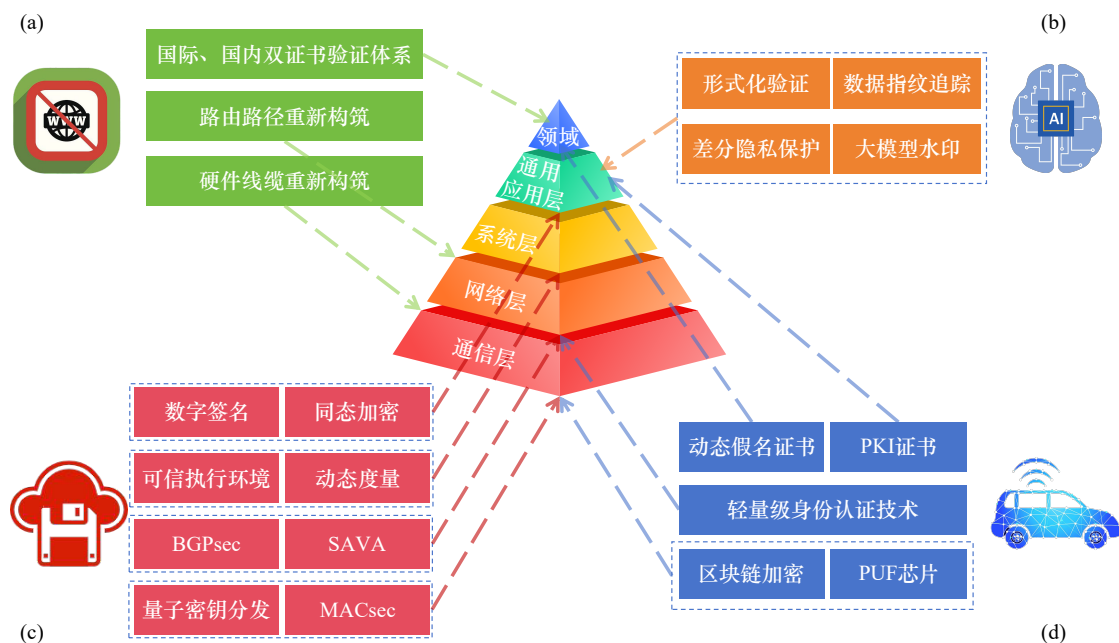 (a)
(b)
国际、国内双证书验证体系
路由路径重新构筑
硬件线缆重新构筑
WWW
形式化验证
数据指纹追踪
差分隐私保护
大模型水印
AI
领域
通用
应用层
系统层
网络层
通信层
数字签名
同态加密
可信执行环境
动态度量
BGPsec
SAVA
量子密钥分发
MACsec
动态假名证书
PKI证书
轻量级身份认证技术
区块链加密
PUF芯片
(c)
(d)